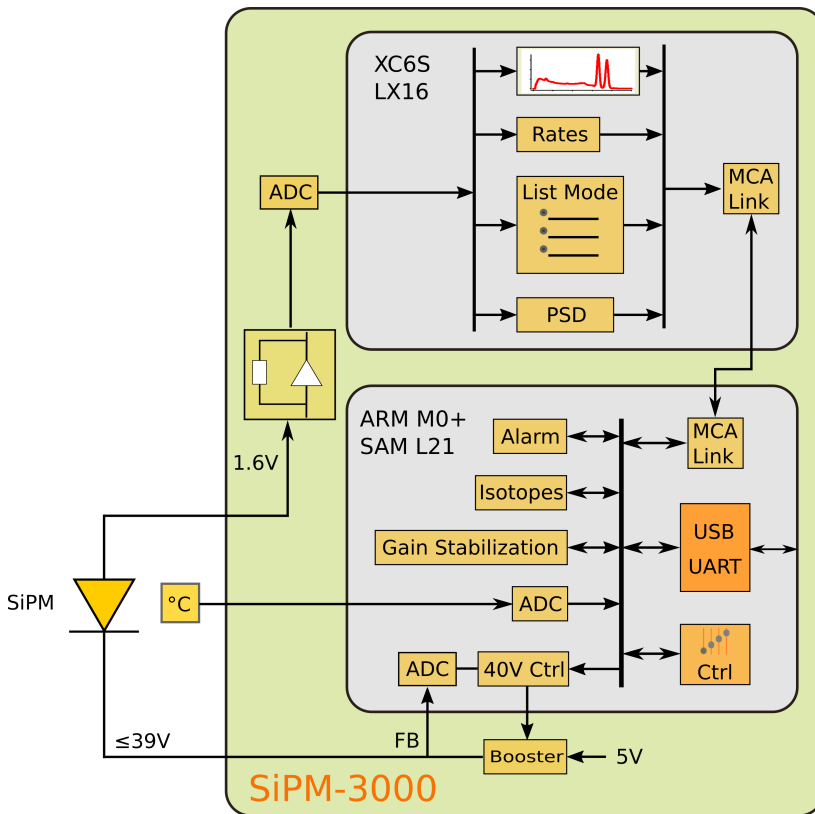 XC6S
LX16
Rates
ADC
List Mode
MCA
Link
PSD
ARM M0+
SAM L21
Alarm
MCA
Link
1.6V
Isotopes
USB
UART
Gain Stabilization
SiPM
°C
ADC
ADC
40V Ctrl
Ctrl
≤39V
FB
Booster
5V
SiPM-3000